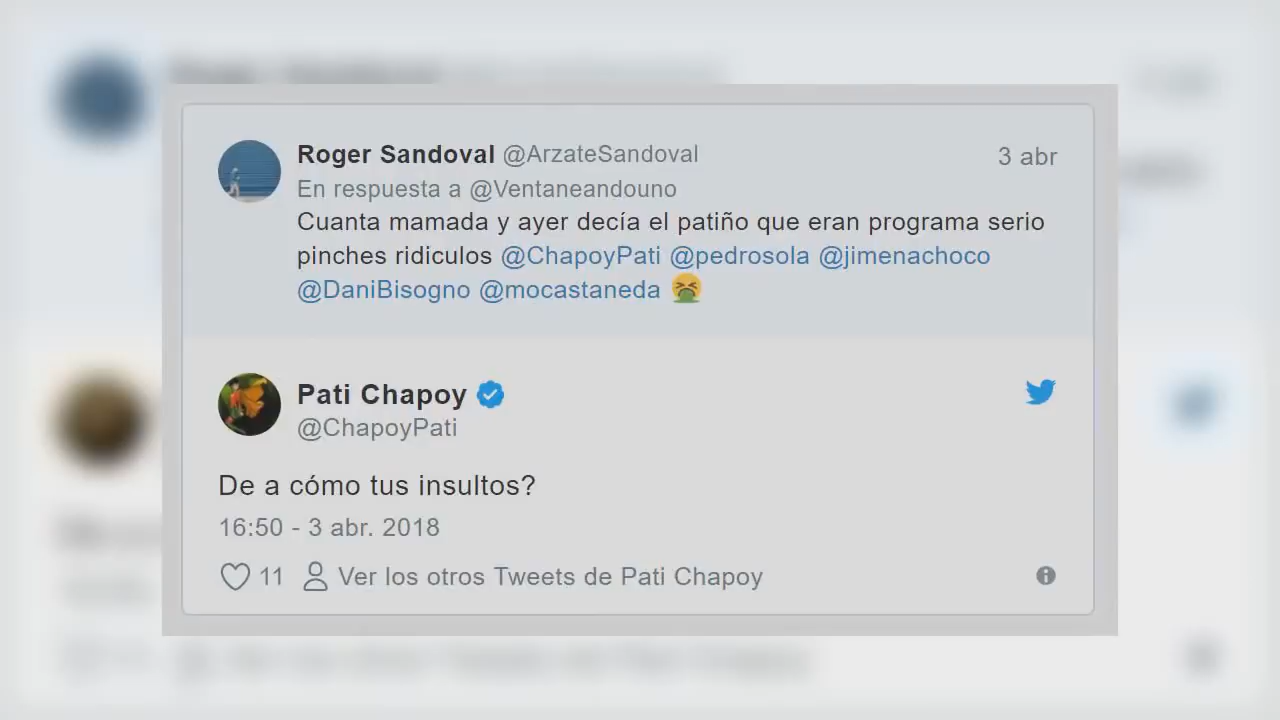 Roger Sandoval @ArzateSandoval
3 abr
En respuesta a @Ventaneandouno
Cuanta mamada y ayer decía el patiño que eran programa serio
pinches ridiculos @ChapoyPati @pedrosola @jimenachoco
@DaniBisogno @mocastaneda 🤮
Pati Chapoy
@ChapoyPati
De a cómo tus insultos?
16:50 - 3 abr. 2018
11 Ver los otros Tweets de Pati Chapoy